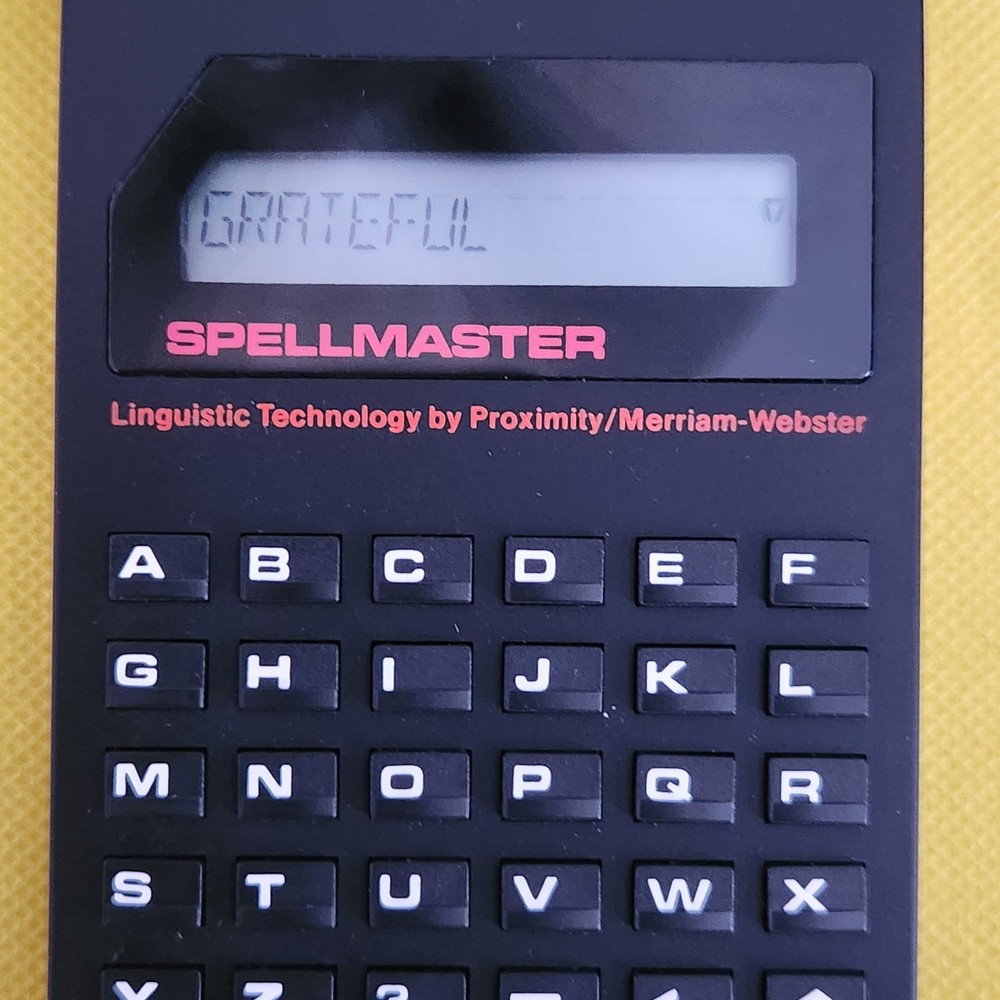 GRATEFUL
SPELLMASTER
Linguistic Technology by Proximity/Merriam-Webster
A B C D E F
G H I J K L
M N O P Q R
S T U V W X
Y Z ?